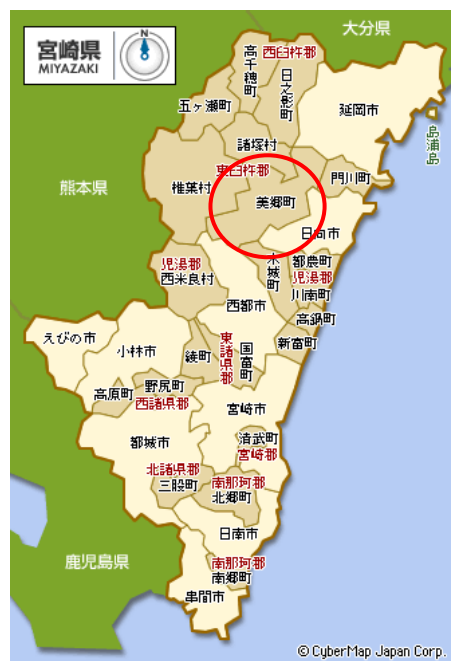 宮崎県
MIYAZAKI
大分県
高千穂町
西臼杵郡
日之影町
五ヶ瀬町
延岡市
島浦島
諸塚村
東臼杵郡
門川町
熊本県
椎葉村
美郷町
日向市
木城町
都農町
児湯郡
児湯郡
西米良村
川南町
西都市
高鍋町
えびの市
小林市
綾町
東諸県郡
国富町
新富町
高原町
野尻町
西諸県郡
宮崎市
都城市
清武町
宮崎郡
北諸県郡
三股町
南那珂郡
北郷町
日南市
鹿児島県
南那珂郡
南郷町
串間市
© CyberMap Japan Corp.